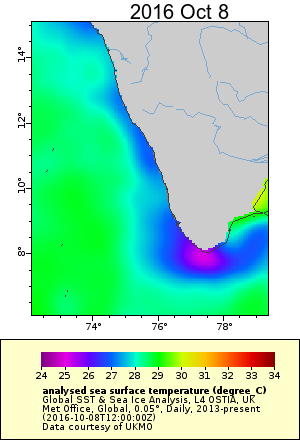 2016 Oct 8
14°
12°
10°
8°
74°
76°
78°
24 25 26 27 28 29 30 31 32 33 34
analysed sea surface temperature (degree_C)
Global SST & Sea Ice Analysis, L4 OSTIA, UK
Met Office, Global, 0.05°, Daily, 2013-present
(2016-10-08T12:00:00Z)
Data courtesy of UKMO